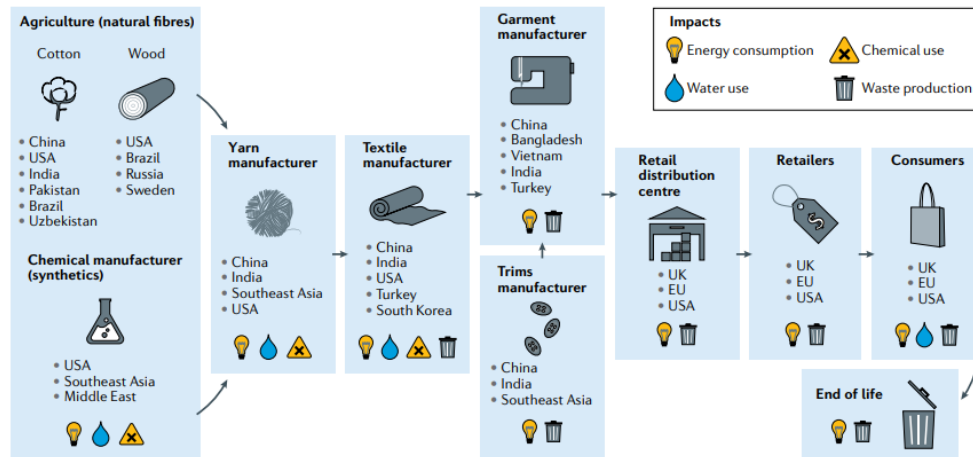 Agriculture (natural fibres)
Cotton
Wood
• China
• USA
• India
• Pakistan
• Brazil
• Uzbekistan
• USA
• Brazil
• Russia
• Sweden
Chemical manufacturer
(synthetics)
• USA
• Southeast Asia
• Middle East
Yarn
manufacturer
• China
• India
• Southeast Asia
• USA
Textile
manufacturer
• China
• India
• USA
• Turkey
• South Korea
Garment
manufacturer
• China
• Bangladesh
• Vietnam
• India
• Turkey
Trims
manufacturer
• China
• India
• Southeast Asia
Impacts
Energy consumption
Chemical use
Water use
Waste production
Retail
distribution
centre
• UK
• EU
• USA
Retailers
$
• UK
• EU
• USA
Consumers
• UK
• EU
• USA
End of life